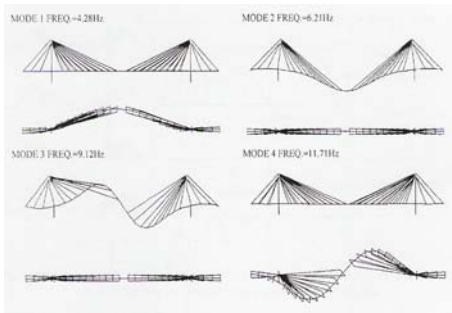 MODE 1 FREQ.=4.28Hz
MODE 2 FREQ.=6.21Hz
MODE 3 FREQ.=9.12Hz
MODE 4 FREQ.=11.71Hz